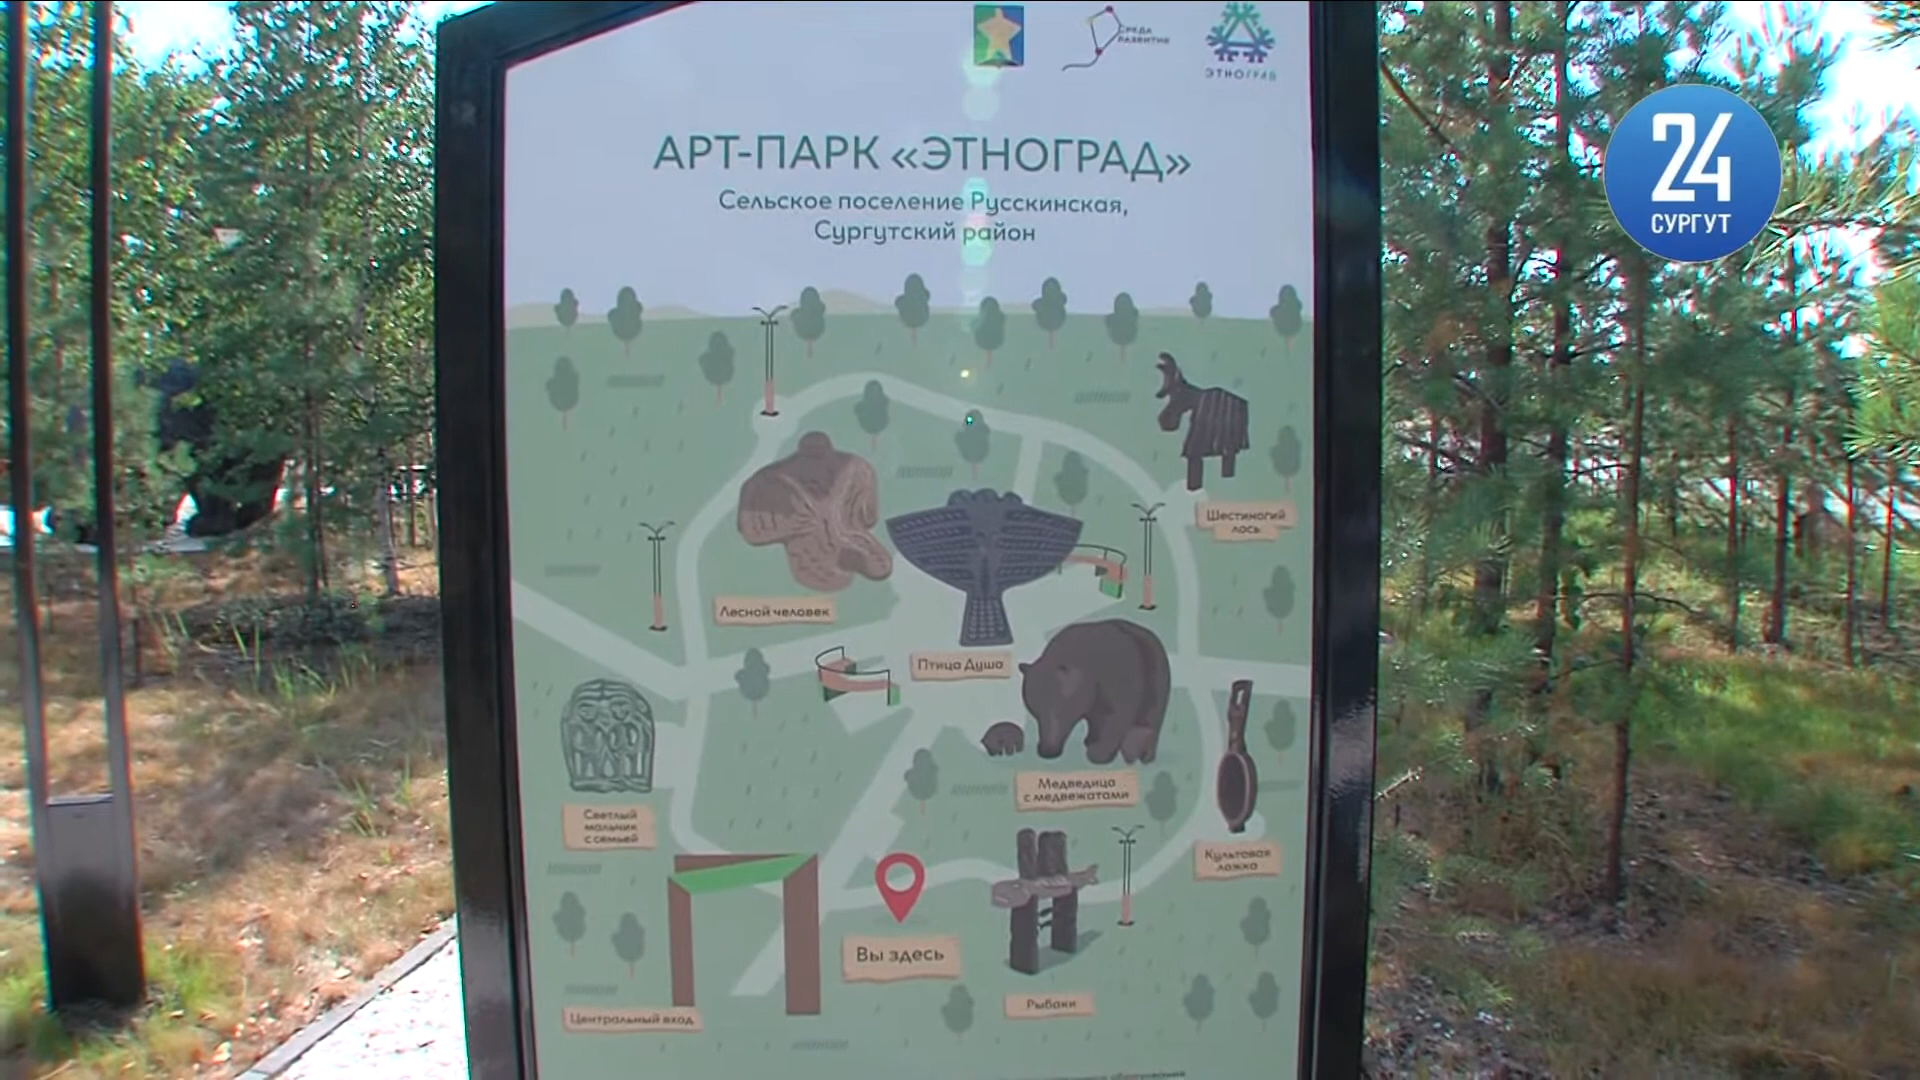 СРЕДА
РАЗВИТИЯ
ЭТНОГРАД
24
СУРГУТ
АРТ-ПАРК «ЭТНОГРАД»
Сельское поселение Русскинская,
Сургутский район
Шестиногий
лось
Лесной человек
Птица Душа
Медведица
с медвежатами
Светлый
мальчик
с семьей
Культовая
ложка
Вы здесь
Рыбаки
Центральный вход